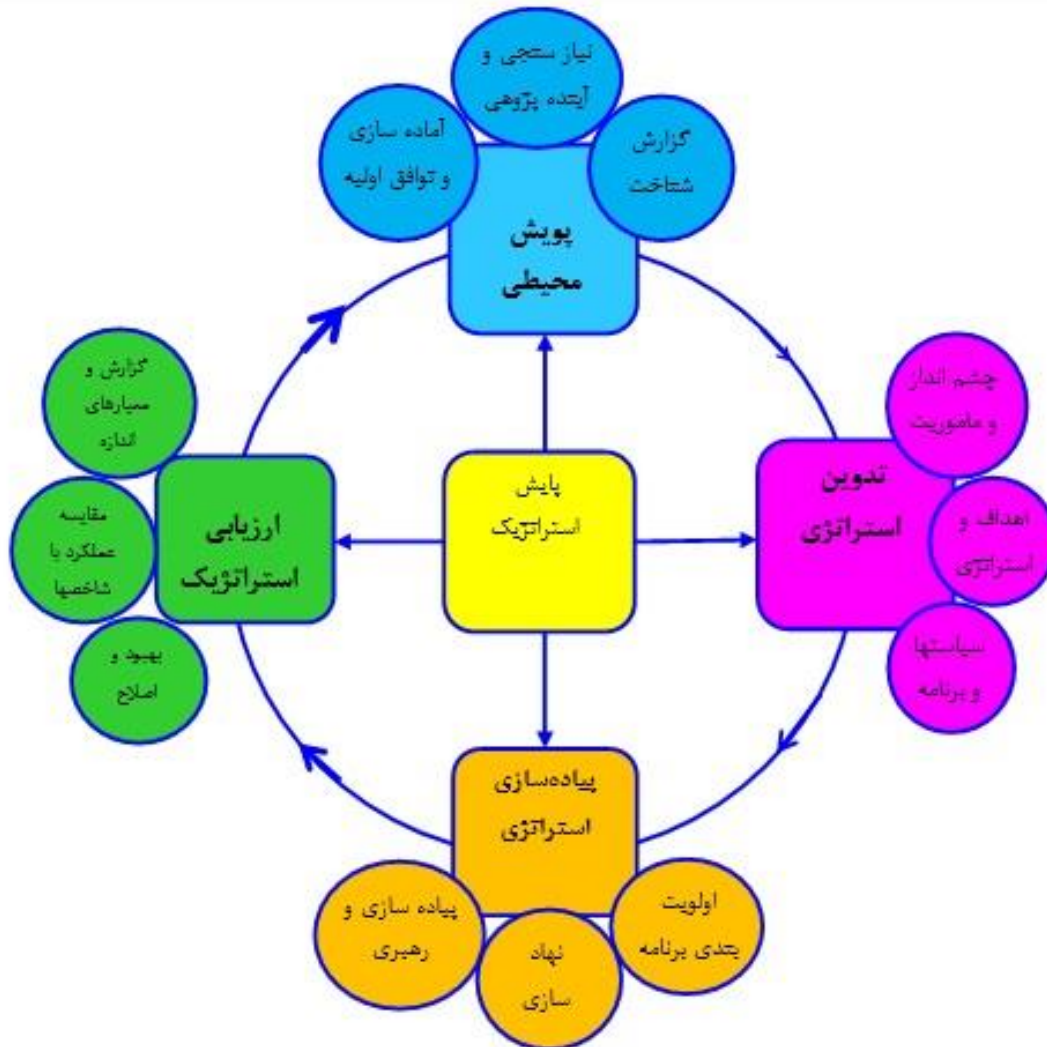 نیاز سنجی و
آینده پژوهی
آماده سازی
و توافق اولیه
گزارش
شناخت
پویش
محیطی
چشم انداز
و ماموریت
اهداف و
استراتژی
سیاستها
و برنامه
تدوین
استراتژی
پایش
استراتژیک
گزارش و
معیارهای
اندازه
مقایسه
عملکرد با
شاخصها
بهبود و
اصلاح
ارزیابی
استراتژیک
پیاده‌سازی
استراتژی
اولویت
بندی برنامه
نهاد
سازی
پیاده سازی و
رهبری